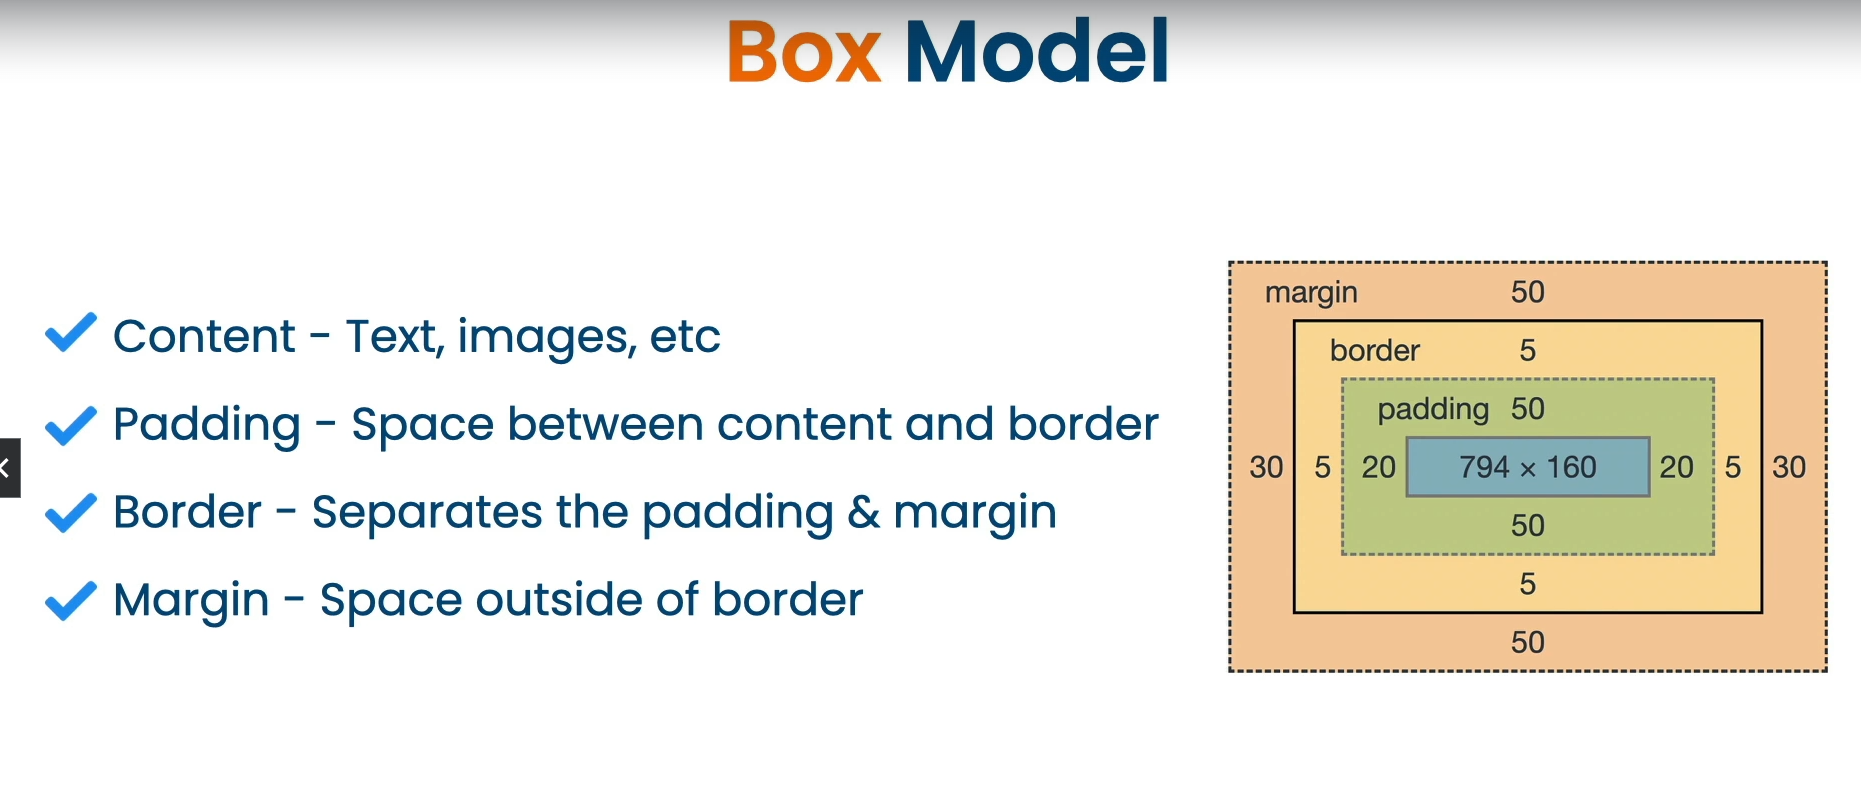 Box Model
Content - Text, images, etc
Padding - Space between content and border
Border - Separates the padding & margin
Margin - Space outside of border
margin 50
border 5
padding 50
30 5 20 794 × 160 20 5 30
50
5
50